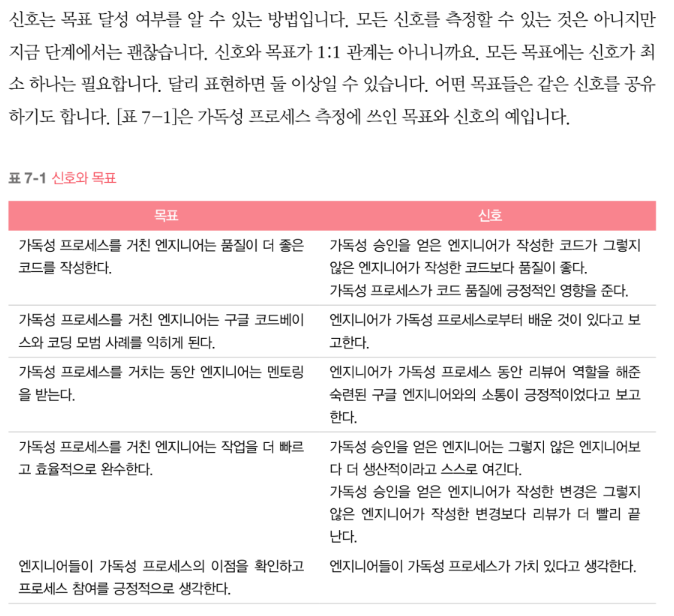 신호는 목표 달성 여부를 알 수 있는 방법입니다. 모든 신호를 측정할 수 있는 것은 아니지만
지금 단계에서는 괜찮습니다. 신호와 목표가 1:1 관계는 아니니까요. 모든 목표에는 신호가 최
소 하나는 필요합니다. 달리 표현하면 둘 이상일 수 있습니다. 어떤 목표들은 같은 신호를 공유
하기도 합니다. [표 7-1]은 가독성 프로세스 측정에 쓰인 목표와 신호의 예입니다.
표 7-1 신호와 목표
목표
신호
가독성 프로세스를 거친 엔지니어는 품질이 더 좋은
코드를 작성한다.
가독성 승인을 얻은 엔지니어가 작성한 코드가 그렇지
않은 엔지니어가 작성한 코드보다 품질이 좋다.
가독성 프로세스가 코드 품질에 긍정적인 영향을 준다.
가독성 프로세스를 거친 엔지니어는 구글 코드베이
스와 코딩 모범 사례를 익히게 된다.
엔지니어가 가독성 프로세스로부터 배운 것이 있다고 보
고한다.
가독성 프로세스를 거치는 동안 엔지니어는 멘토링
을 받는다.
엔지니어가 가독성 프로세스 동안 리뷰어 역할을 해준
숙련된 구글 엔지니어와의 소통이 긍정적이었다고 보고
한다.
가독성 프로세스를 거친 엔지니어는 작업을 더 빠르
고 효율적으로 완수한다.
가독성 승인을 얻은 엔지니어는 그렇지 않은 엔지니어보
다 더 생산적이라고 스스로 여긴다.
가독성 승인을 얻은 엔지니어가 작성한 변경은 그렇지
않은 엔지니어가 작성한 변경보다 리뷰가 더 빨리 끝
난다.
엔지니어들이 가독성 프로세스의 이점을 확인하고
프로세스 참여를 긍정적으로 생각한다.
엔지니어들이 가독성 프로세스가 가치 있다고 생각한다.